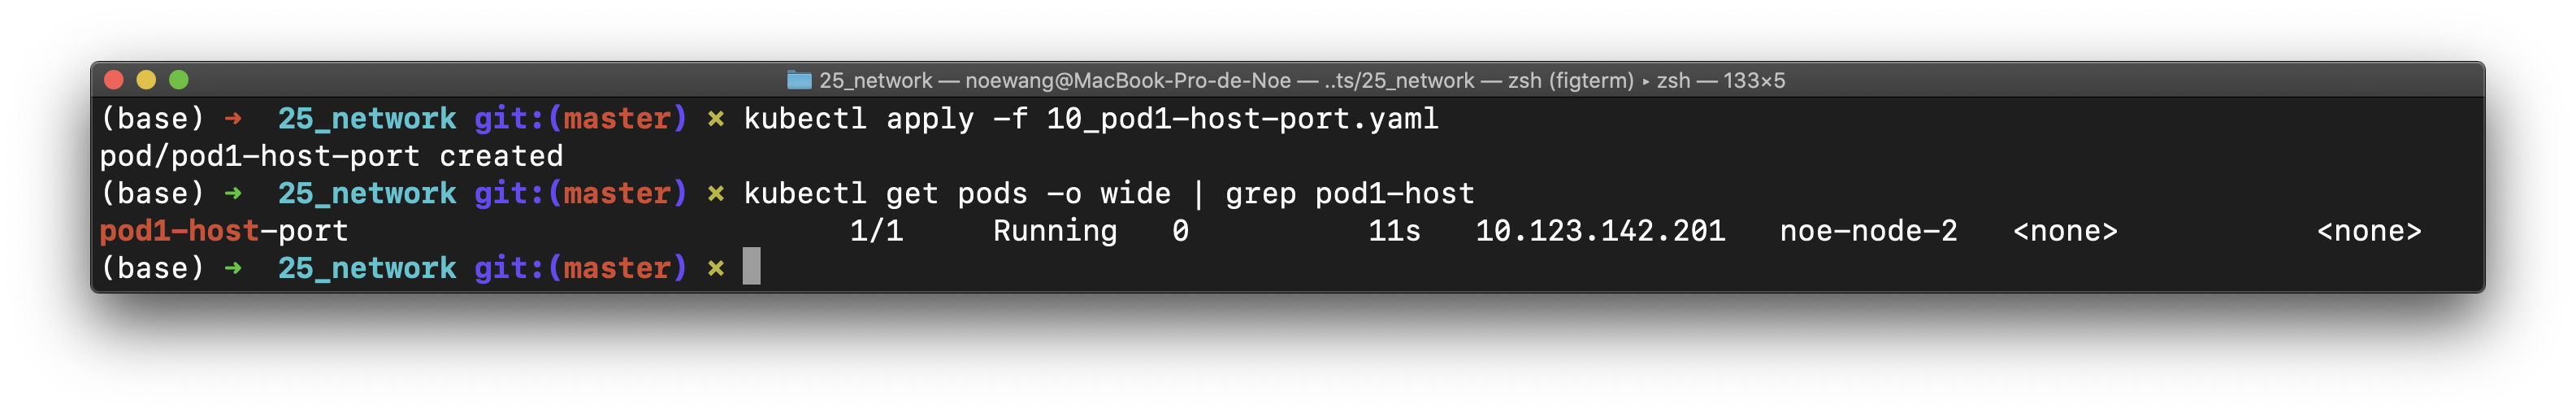 25_network — noewang@MacBook-Pro-de-Noe — ..ts/25_network — zsh (figterm) ▸ zsh — 133×5
(base) ➜  25_network git:(master) ✗ kubectl apply -f 10_pod1-host-port.yaml
pod/pod1-host-port created
(base) ➜  25_network git:(master) ✗ kubectl get pods -o wide | grep pod1-host
pod1-host-port                            1/1     Running   0          11s   10.123.142.201   noe-node-2   <none>           <none>
(base) ➜  25_network git:(master) ✗